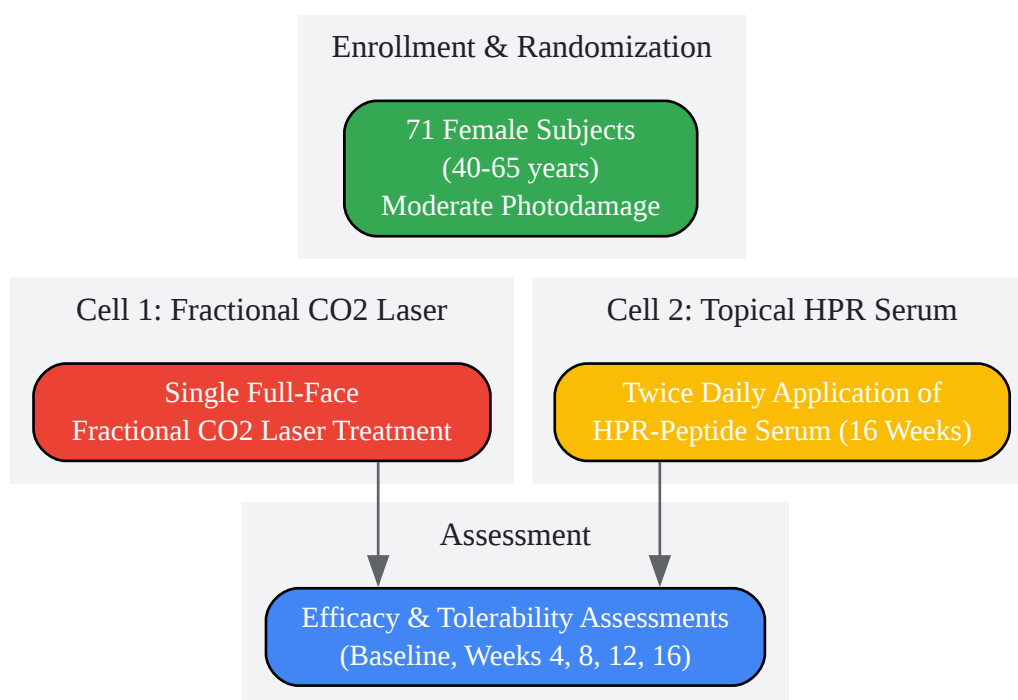 Enrollment & Randomization
71 Female Subjects
(40-65 years)
Moderate Photodamage
Cell 1: Fractional CO2 Laser
Single Full-Face
Fractional CO2 Laser Treatment
Cell 2: Topical HPR Serum
Twice Daily Application of
HPR-Peptide Serum (16 Weeks)
Assessment
Efficacy & Tolerability Assessments
(Baseline, Weeks 4, 8, 12, 16)